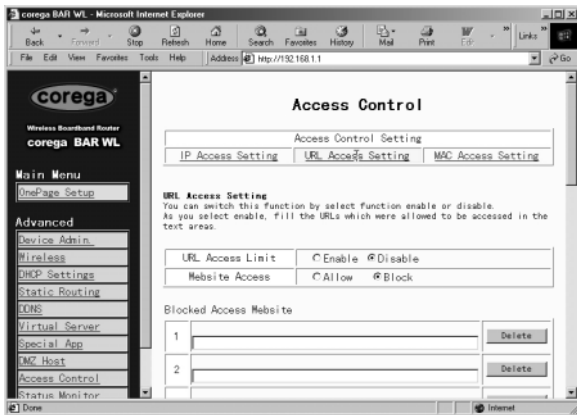 corega BAR WL - Microsoft Internet Explorer
Back Forward Stop Refresh Home Search Favorites History Mail Print Edit » Links »
File Edit View Favorites Tools Help Address http://192.168.1.1 Go
corega
Wireless Boardband Router
corega BAR WL
Main Menu
OnePage Setup
Advanced
Device Admin.
Wireless
DHCP Settings
Static Routing
DDNS
Virtual Server
Special App
DMZ Host
Access Control
Status Monitor
Access Control
Access Control Setting
IP Access Setting URL Access Setting MAC Access Setting
URL Access Setting
You can switch this function by select function enable or disable.
As you select enable, fill the URLs which were allowed to be accessed in the
text areas.
URL Access Limit Enable Disable
Website Access Allow Block
Blocked Access Website
1 Delete
2 Delete
Done Internet